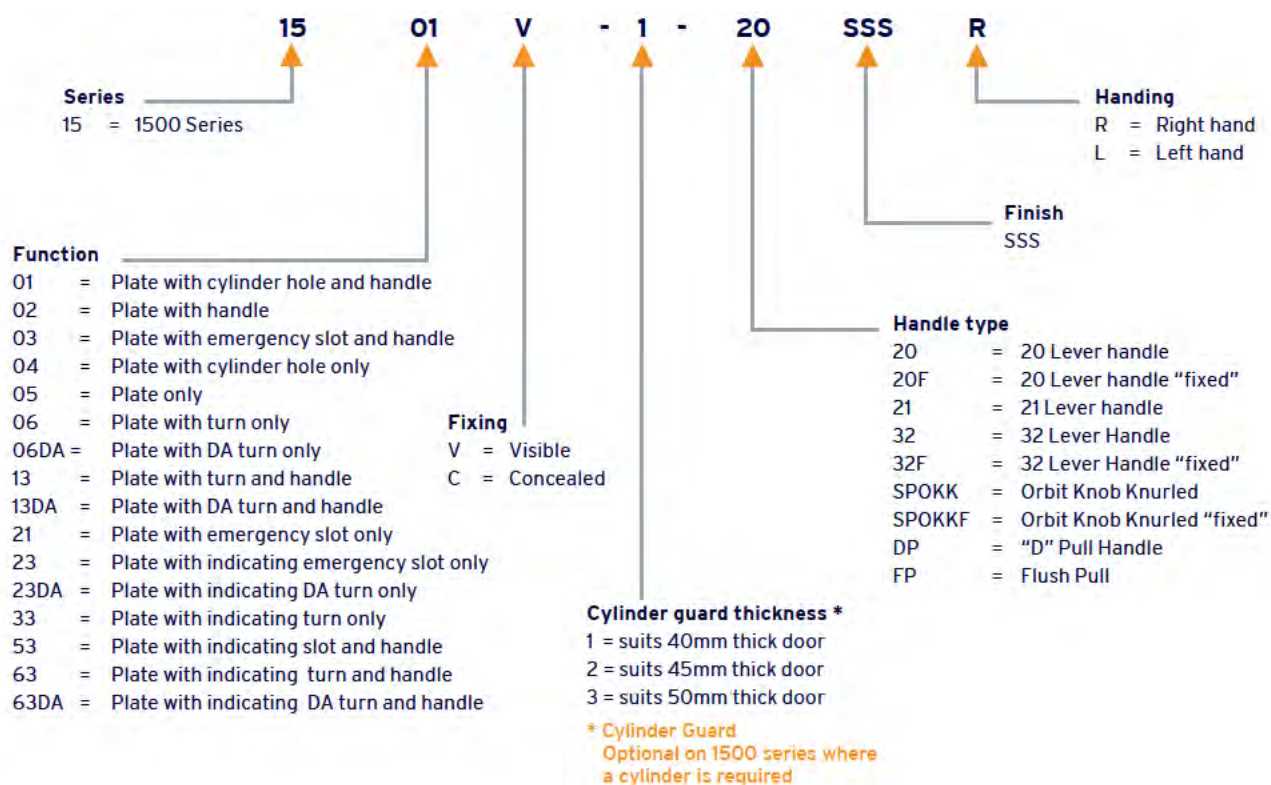 15 01 V - 1 - 20 SSS R
Series
15 = 1500 Series
Handing
R = Right hand
L = Left hand
Finish
SSS
Function
01 = Plate with cylinder hole and handle
02 = Plate with handle
03 = Plate with emergency slot and handle
04 = Plate with cylinder hole only
05 = Plate only
06 = Plate with turn only
06DA = Plate with DA turn only
13 = Plate with turn and handle
13DA = Plate with DA turn and handle
21 = Plate with emergency slot only
23 = Plate with indicating emergency slot only
23DA = Plate with indicating DA turn only
33 = Plate with indicating turn only
53 = Plate with indicating slot and handle
63 = Plate with indicating turn and handle
63DA = Plate with indicating DA turn and handle
Fixing
V = Visible
C = Concealed
Handle type
20 = 20 Lever handle
20F = 20 Lever handle “fixed”
21 = 21 Lever handle
32 = 32 Lever Handle
32F = 32 Lever Handle “fixed”
SPOKK = Orbit Knob Knurled
SPOKKF = Orbit Knob Knurled “fixed”
DP = “D” Pull Handle
FP = Flush Pull
Cylinder guard thickness *
1 = suits 40mm thick door
2 = suits 45mm thick door
3 = suits 50mm thick door
* Cylinder Guard
Optional on 1500 series where
a cylinder is required